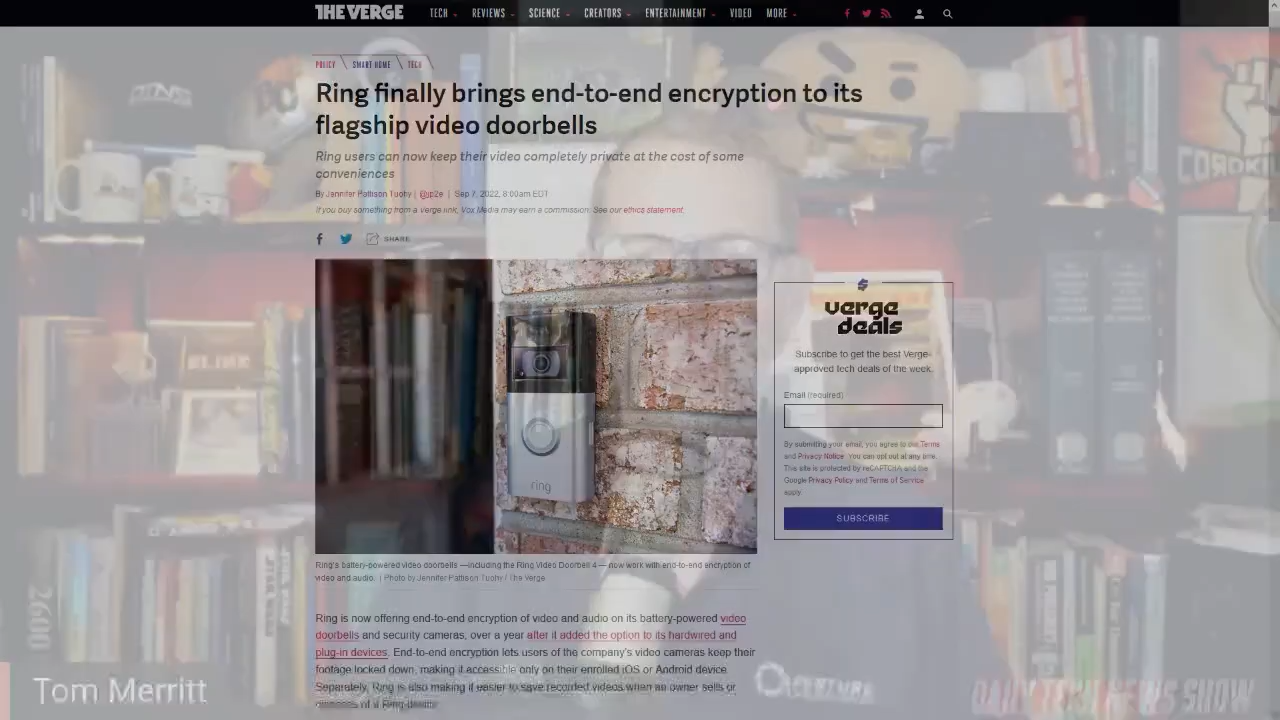 THE VERGE
TECH REVIEWS SCIENCE CREATORS ENTERTAINMENT VIDEO MORE
POLICY SMART HOME TECH
Ring finally brings end-to-end encryption to its
flagship video doorbells
Ring users can now keep their video completely private at the cost of some
conveniences
By Jennifer Pattison Tuohy | @jp2e | Sep 7, 2022, 8:00am EDT
If you buy something from a Verge link, Vox Media may earn a commission. See our ethics statement.
SHARE
ring
verge
deals
Subscribe to get the best Verge-
approved tech deals of the week.
Email (required)
By submitting your email, you agree to our Terms
and Privacy Notice. You can opt out at any time.
This site is protected by reCAPTCHA and the
Google Privacy Policy and Terms of Service
apply.
SUBSCRIBE
Ring's battery-powered video doorbells —including the Ring Video Doorbell 4 — now work with end-to-end encryption of
video and audio. | Photo by Jennifer Pattison Tuohy / The Verge
Ring is now offering end-to-end encryption of video and audio on its battery-powered video
doorbells and security cameras, over a year after it added the option to its hardwired and
plug-in devices. End-to-end encryption lets users of the company's video cameras keep their
footage locked down, making it accessible only on their enrolled iOS or Android device.
Separately, Ring is also making it easier to save recorded videos when an owner sells or
disposes of a Ring device.
2600
Tom Merritt
DAILY TECH NEWS SHOW